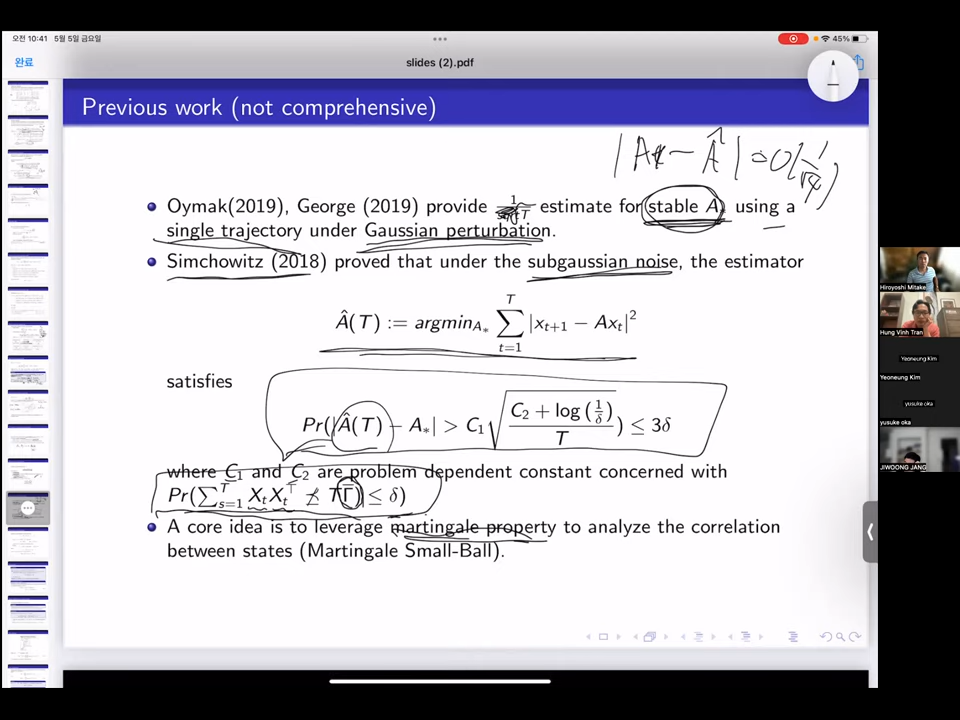 오전 10:41 5월 5일 금요일
45%
완료
slides (2).pdf
Previous work (not comprehensive)
|A* − Â| = O(1/√T)
Oymak(2019), George (2019) provide estimate for stable A* using a
single trajectory under Gaussian perturbation.
Simchowitz (2018) proved that under the subgaussian noise, the estimator
Â(T) := argmin_{A*} ∑_{t=1}^{T} |x_{t+1} − Ax_t|²
satisfies
Pr(|Â(T) − A*| > C₁ √((C₂ + log (1/δ)) / T)) ≤ 3δ
where C₁ and C₂ are problem dependent constant concerned with
Pr(∑_{s=1}^{T} X_t X_t^⊤ ⋠ TΓ̄) ≤ δ)
A core idea is to leverage martingale property to analyze the correlation
between states (Martingale Small-Ball).
Hiroyoshi Mitake
Hung Vinh Tran
Yeoneung Kim
Yeoneung Kim
yusuke oka
yusuke oka
JIWOONG JANG